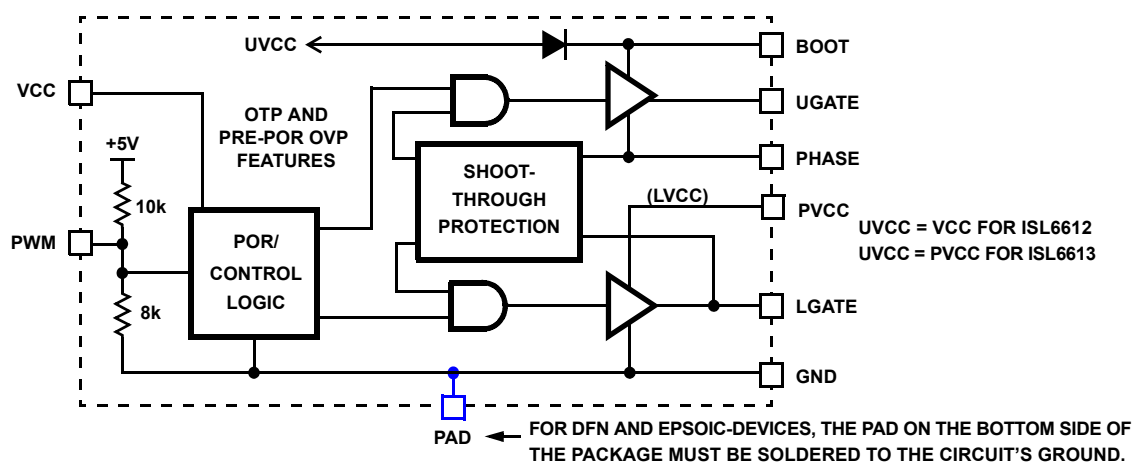 UVCC
BOOT
VCC
OTP AND
PRE-POR OVP
FEATURES
UGATE
+5V
PHASE
SHOOT-
THROUGH
PROTECTION
(LVCC)
10k
PVCC
UVCC = VCC FOR ISL6612
UVCC = PVCC FOR ISL6613
PWM
POR/
CONTROL
LOGIC
8k
LGATE
GND
PAD
FOR DFN AND EPSOIC-DEVICES, THE PAD ON THE BOTTOM SIDE OF
THE PACKAGE MUST BE SOLDERED TO THE CIRCUIT'S GROUND.